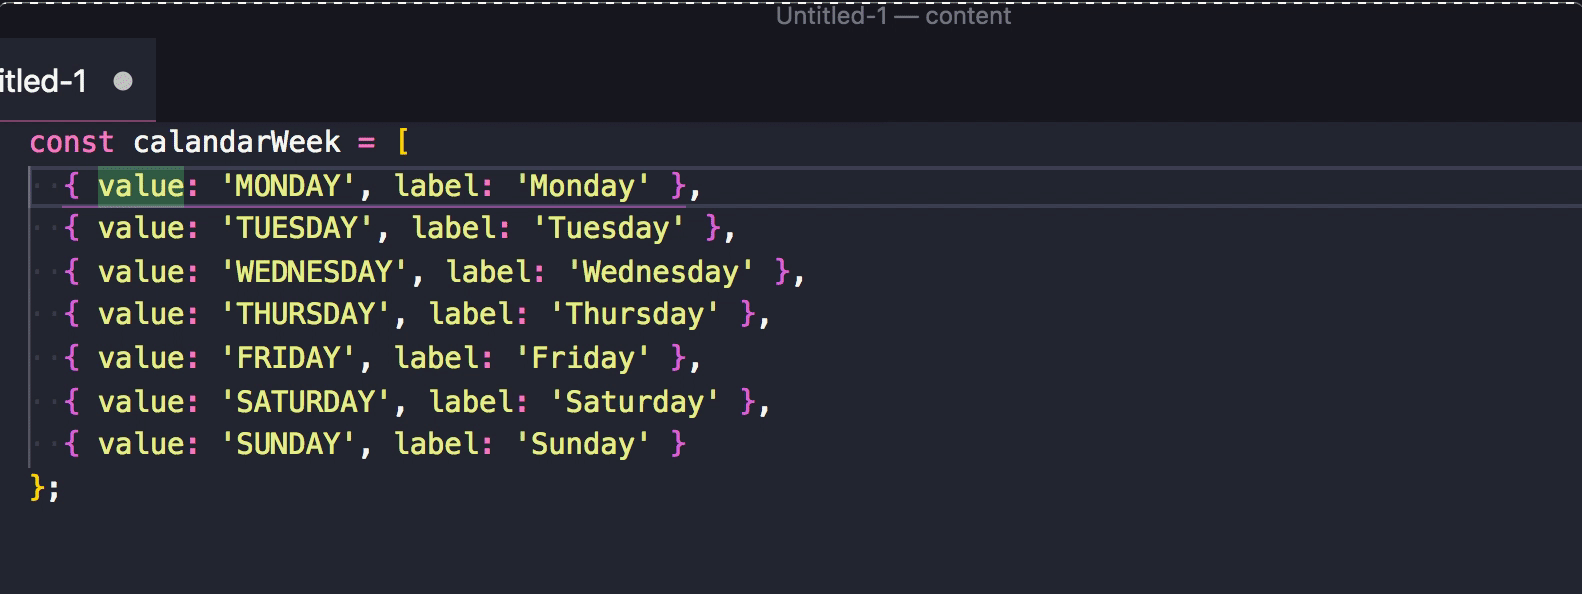 Untitled-1 — content
itled-1
const calandarWeek = [
{ value: 'MONDAY', label: 'Monday' },
{ value: 'TUESDAY', label: 'Tuesday' },
{ value: 'WEDNESDAY', label: 'Wednesday' },
{ value: 'THURSDAY', label: 'Thursday' },
{ value: 'FRIDAY', label: 'Friday' },
{ value: 'SATURDAY', label: 'Saturday' },
{ value: 'SUNDAY', label: 'Sunday' }
};